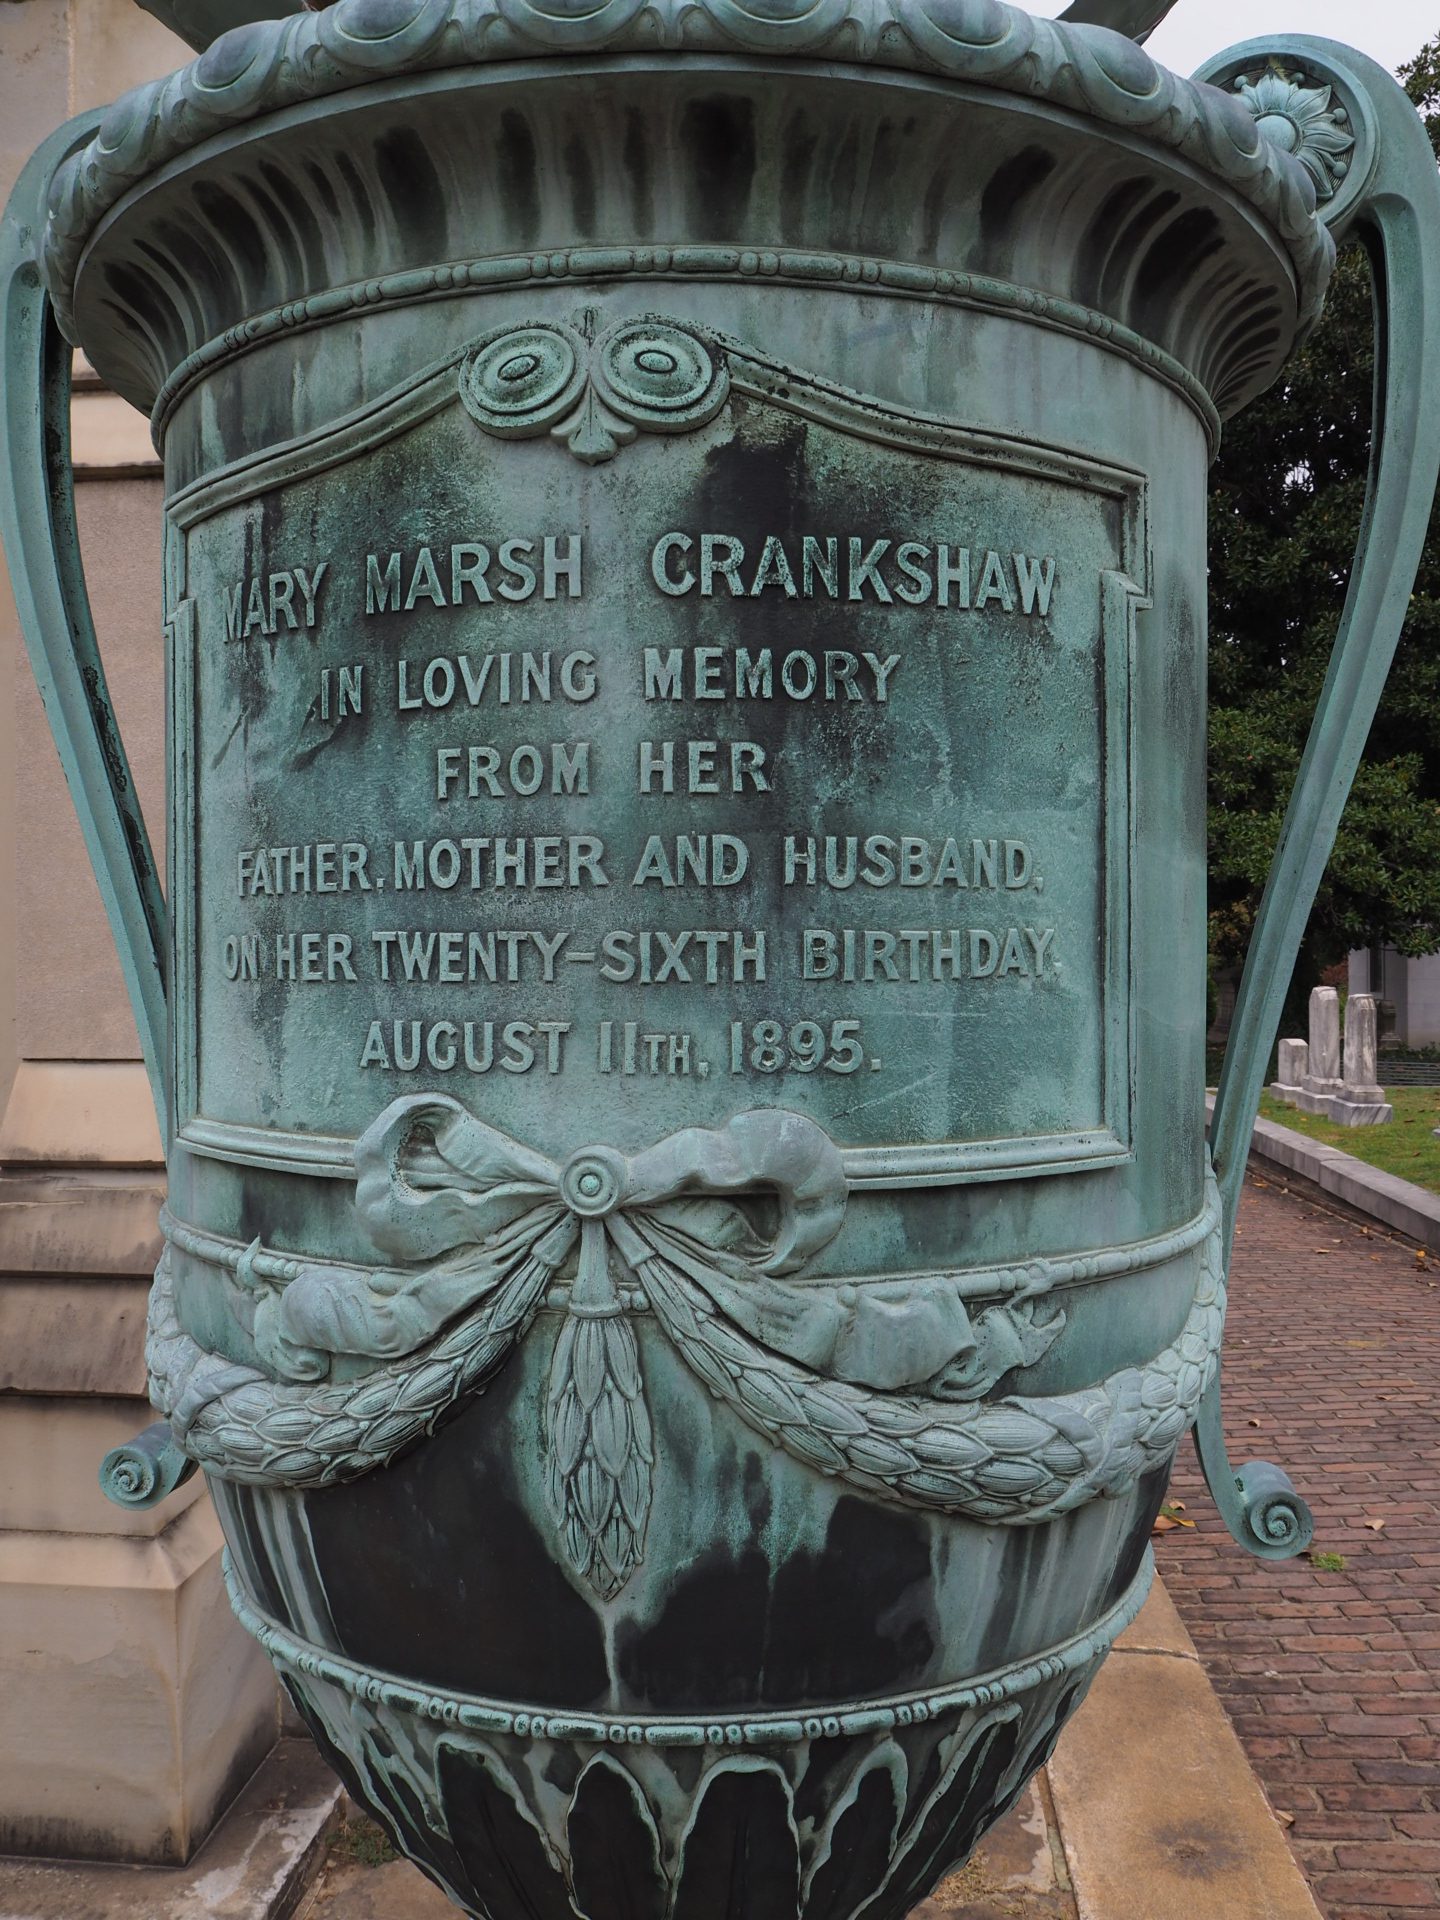 MARY MARSH CRANKSHAW
IN LOVING MEMORY
FROM HER
FATHER, MOTHER AND HUSBAND,
ON HER TWENTY-SIXTH BIRTHDAY,
AUGUST 11TH, 1895.